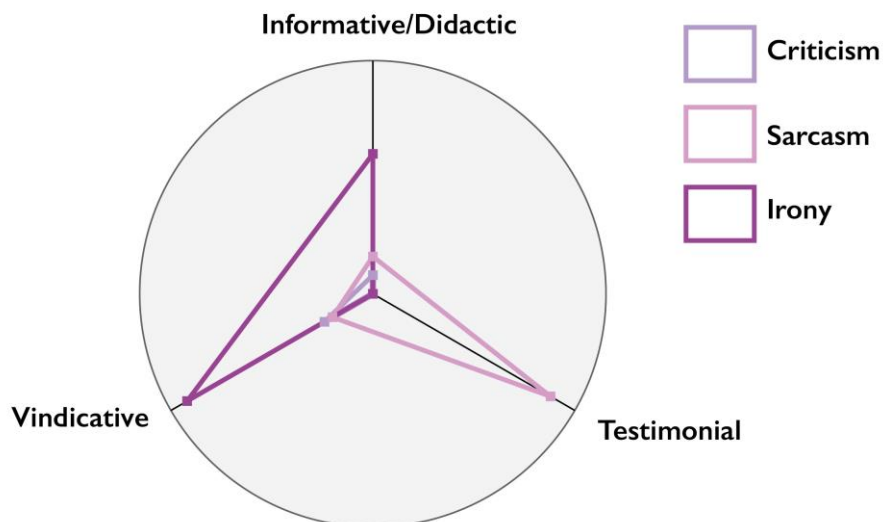 Informative/Didactic
Criticism
Sarcasm
Irony
Vindicative
Testimonial